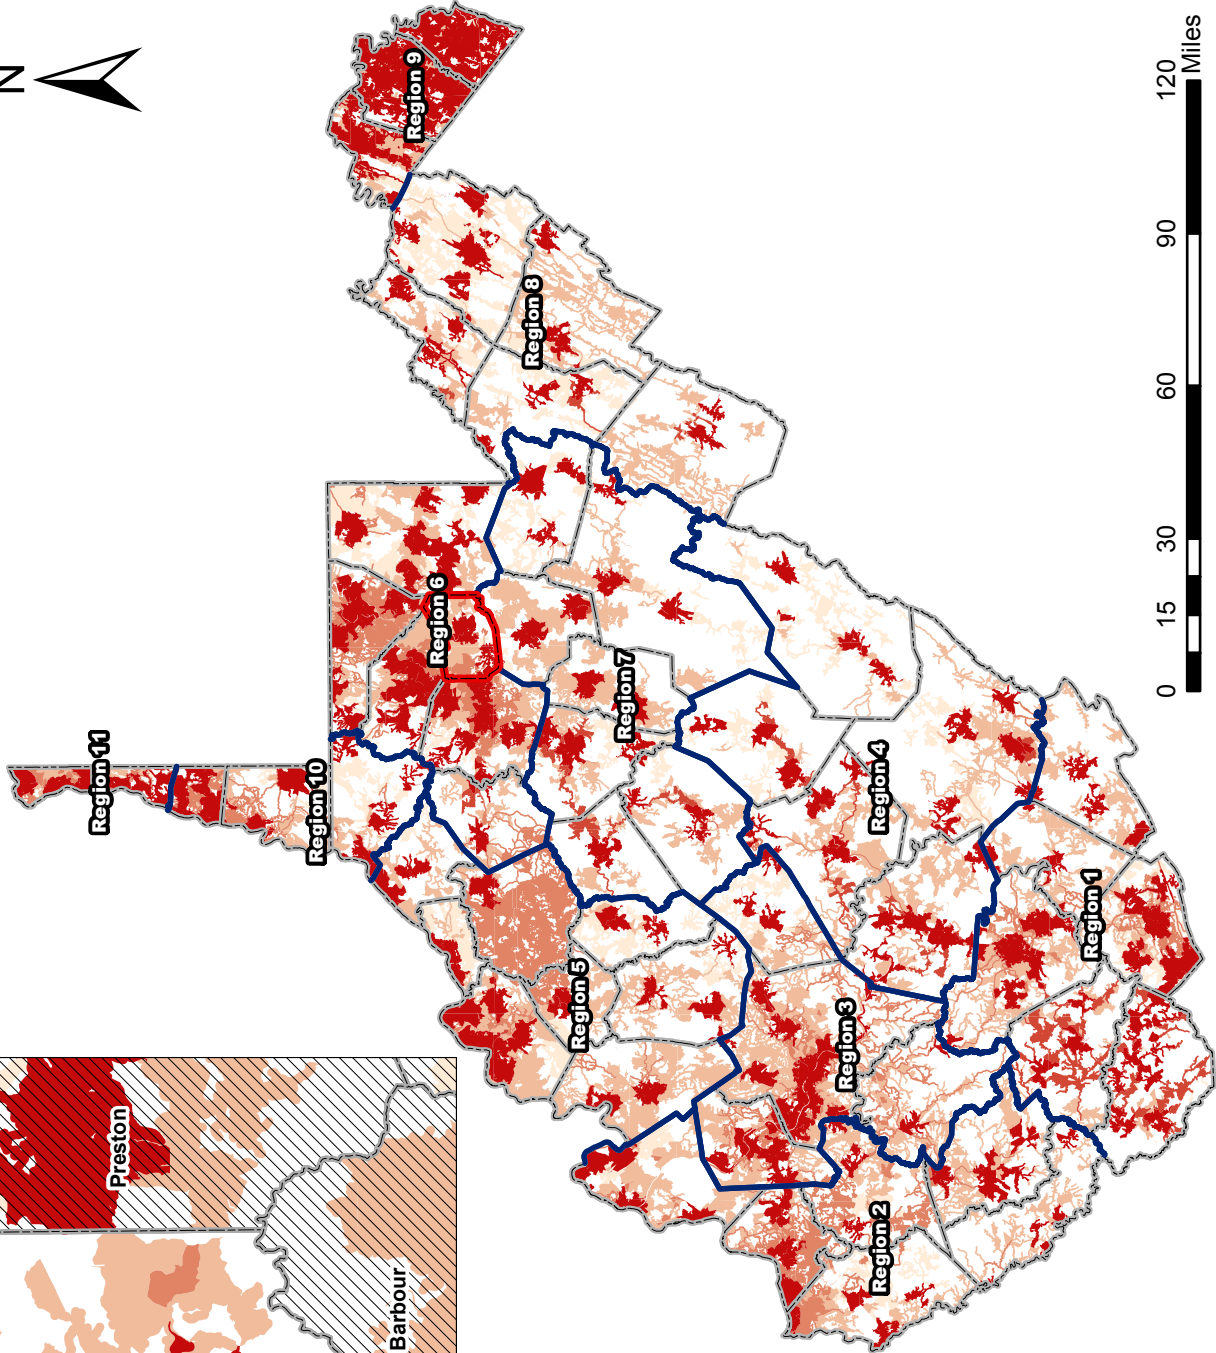 N
Region 9
Region 8
Region 6
Region 7
Region 11
Region 10
Region 4
Region 5
Region 3
Region 1
Region 2
Preston
Barbour
0
15
30
60
90
120
Miles